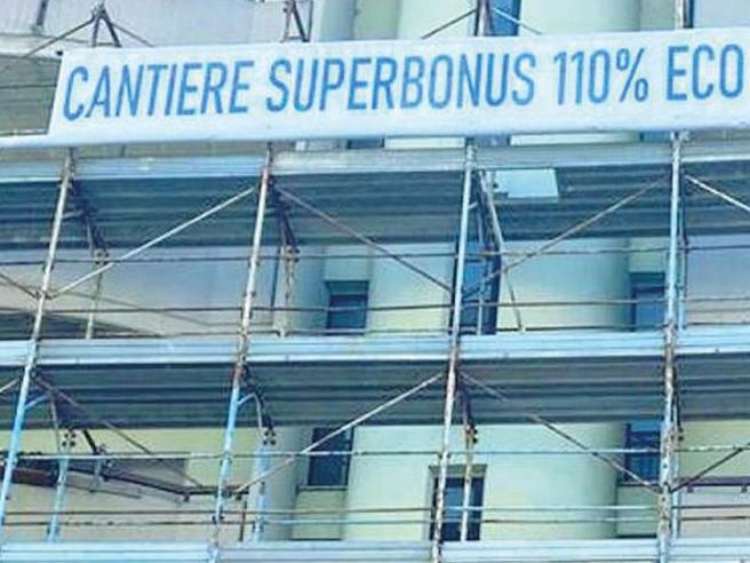 CANTIERE SUPERBONUS 110% ECO